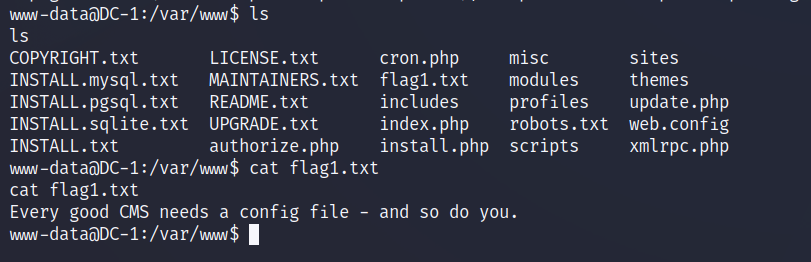 www-data@DC-1:/var/www$ ls
ls
COPYRIGHT.txt LICENSE.txt cron.php misc sites
INSTALL.mysql.txt MAINTAINERS.txt flag1.txt modules themes
INSTALL.pgsql.txt README.txt includes profiles update.php
INSTALL.sqlite.txt UPGRADE.txt index.php robots.txt web.config
INSTALL.txt authorize.php install.php scripts xmlrpc.php
www-data@DC-1:/var/www$ cat flag1.txt
cat flag1.txt
Every good CMS needs a config file - and so do you.
www-data@DC-1:/var/www$